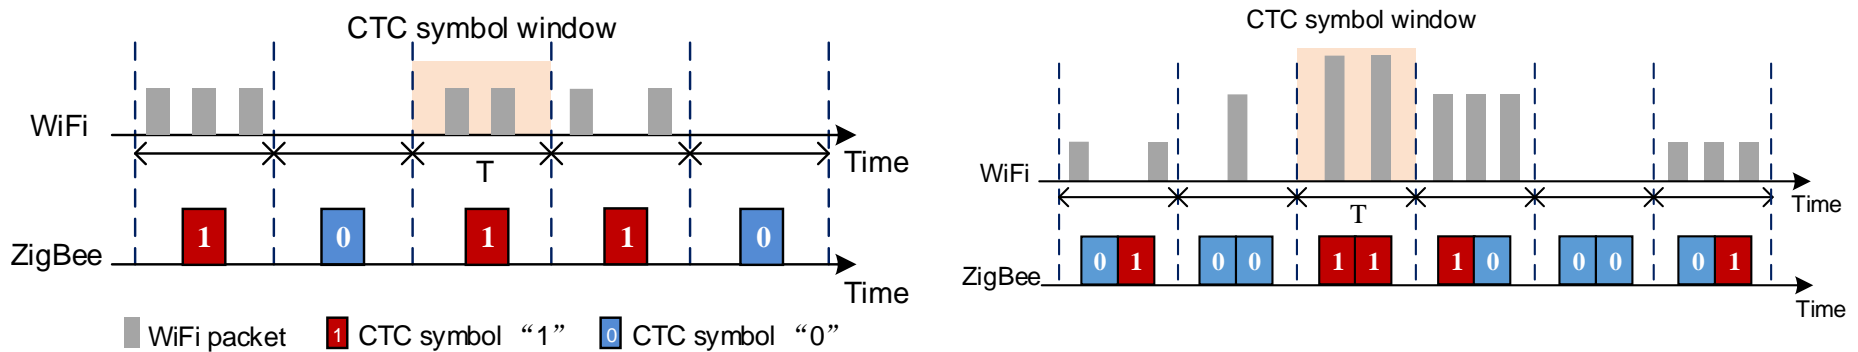 CTC symbol window
WiFi
Time
T
1 0 1 1 0
ZigBee
Time
WiFi packet 1 CTC symbol “1” 0 CTC symbol “0”
CTC symbol window
WiFi
Time
T
0 1 0 0 1 1 1 0 0 0 0 1
ZigBee
Time